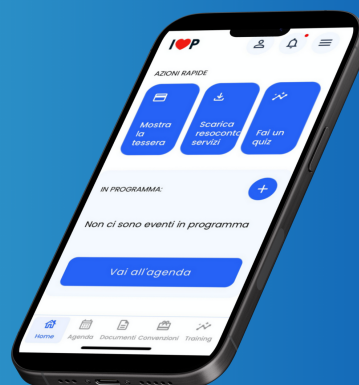 I❤P
AZIONI RAPIDE
Mostra
la
tessera
Scarica
resoconto
servizi
Fai un
quiz
IN PROGRAMMA:
Non ci sono eventi in programma
Vai all'agenda
Home Agenda Documenti Convenzioni Training